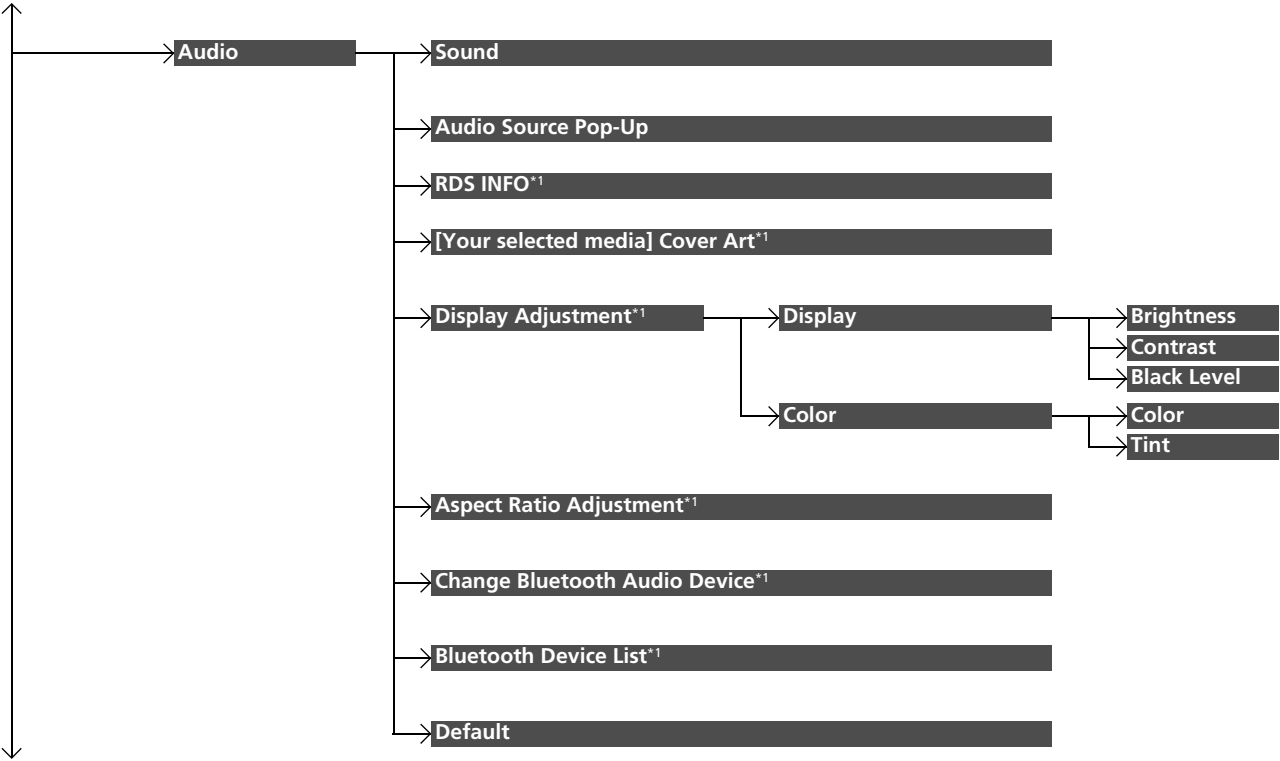 Audio
Sound
Audio Source Pop-Up
RDS INFO*1
[Your selected media] Cover Art*1
Display Adjustment*1
Display
Brightness
Contrast
Black Level
Color
Color
Tint
Aspect Ratio Adjustment*1
Change Bluetooth Audio Device*1
Bluetooth Device List*1
Default